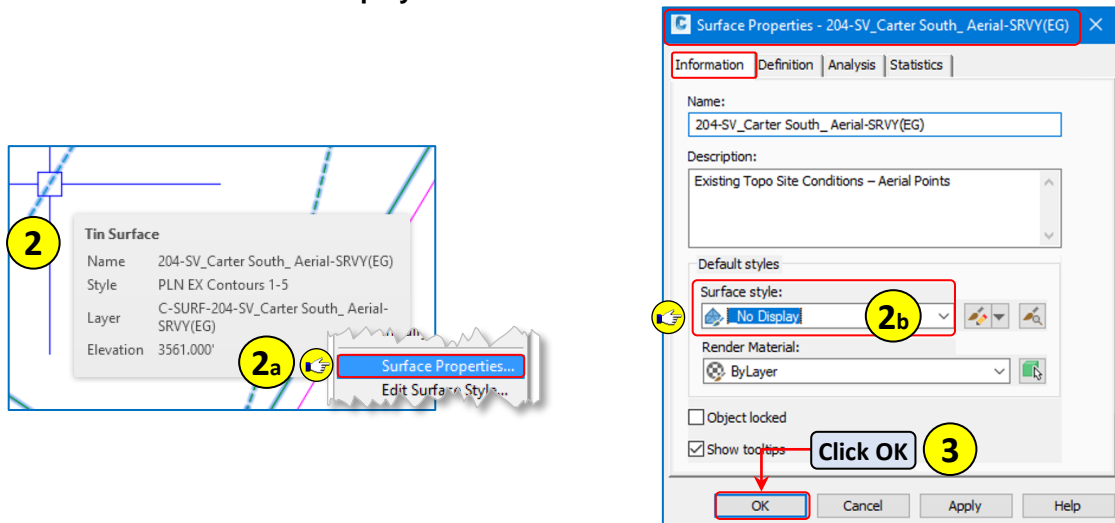 Surface Properties - 204-SV_Carter South_ Aerial-SRVY(EG)
Information Definition Analysis Statistics
Name:
204-SV_Carter South_ Aerial-SRVY(EG)
Description:
Existing Topo Site Conditions – Aerial Points
Default styles
Surface style:
_No Display
2b
Render Material:
ByLayer
Object locked
Show tooltips
Click OK
3
OK Cancel Apply Help
2
Tin Surface
Name 204-SV_Carter South_ Aerial-SRVY(EG)
Style PLN EX Contours 1-5
Layer C-SURF-204-SV_Carter South_ Aerial-
SRVY(EG)
Elevation 3561.000'
2a
Surface Properties...
Edit Surface Style...